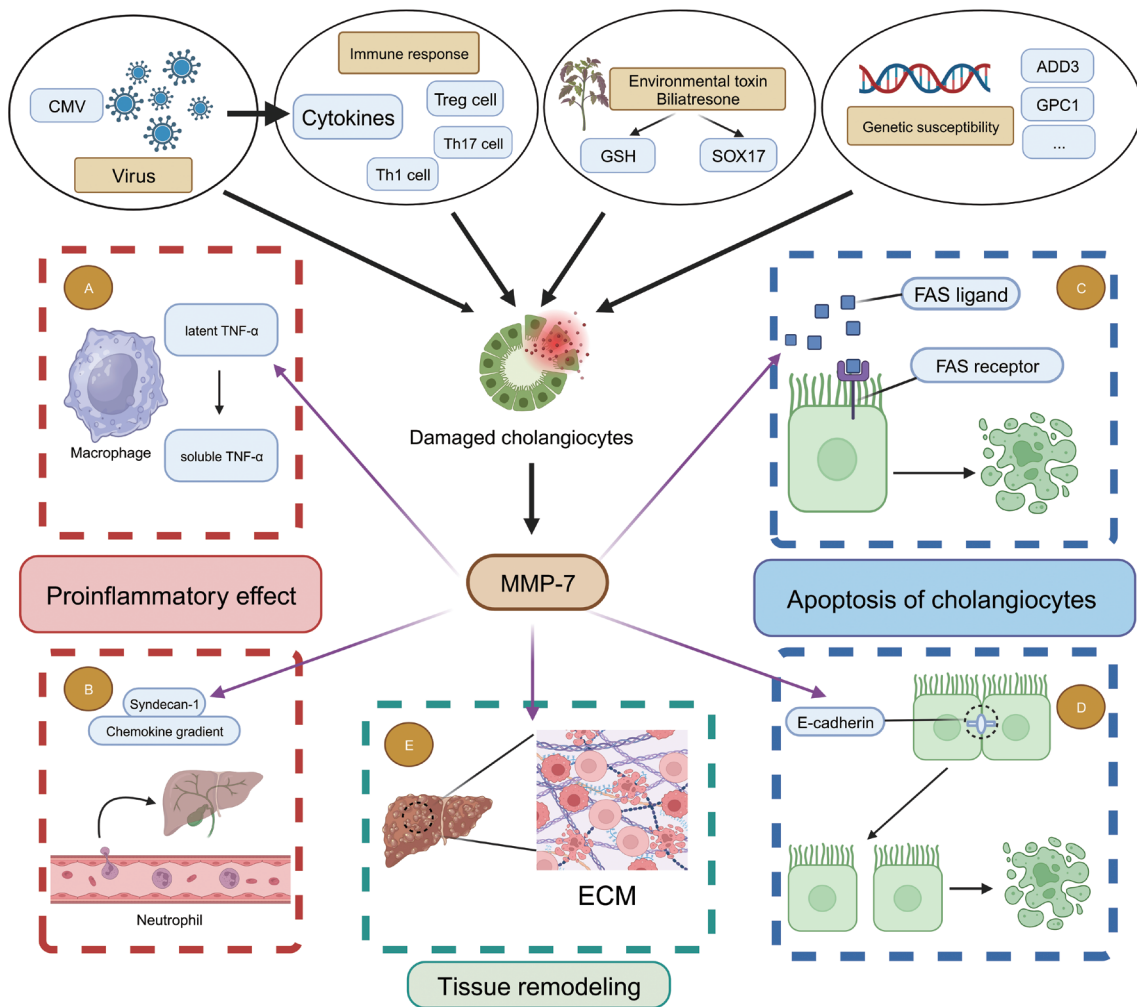 CMV
Virus
Immune response
Cytokines
Treg cell
Th17 cell
Th1 cell
Environmental toxin
Biliatresone
GSH
SOX17
Genetic susceptibility
ADD3
GPC1
...
A
latent TNF-α
soluble TNF-α
Macrophage
Damaged cholangiocytes
C
FAS ligand
FAS receptor
Proinflammatory effect
MMP-7
Apoptosis of cholangiocytes
B
Syndecan-1
Chemokine gradient
Neutrophil
E
ECM
D
E-cadherin
Tissue remodeling